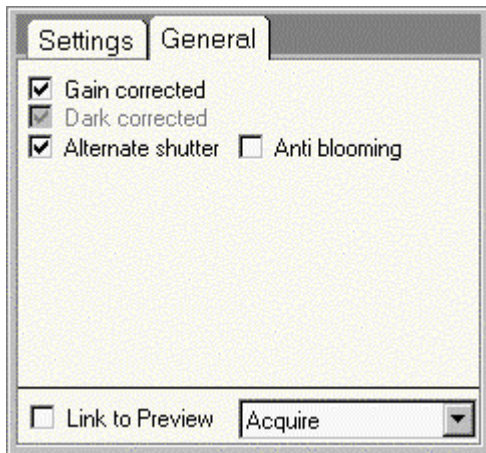 Settings General
Gain corrected
Dark corrected
Alternate shutter Anti blooming
Link to Preview Acquire